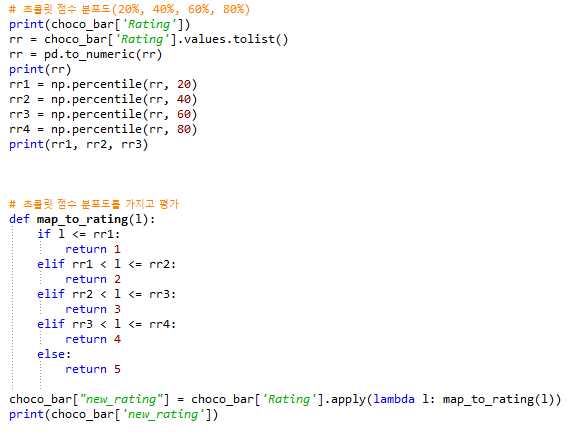 # 초콜릿 점수 분포도(20%, 40%, 60%, 80%)
print(choco_bar['Rating'])
rr = choco_bar['Rating'].values.tolist()
rr = pd.to_numeric(rr)
print(rr)
rr1 = np.percentile(rr, 20)
rr2 = np.percentile(rr, 40)
rr3 = np.percentile(rr, 60)
rr4 = np.percentile(rr, 80)
print(rr1, rr2, rr3)
# 초콜릿 점수 분포도를 가지고 평가
def map_to_rating(l):
    if l <= rr1:
        return 1
    elif rr1 < l <= rr2:
        return 2
    elif rr2 < l <= rr3:
        return 3
    elif rr3 < l <= rr4:
        return 4
    else:
        return 5
choco_bar["new_rating"] = choco_bar['Rating'].apply(lambda l: map_to_rating(l))
print(choco_bar['new_rating'])